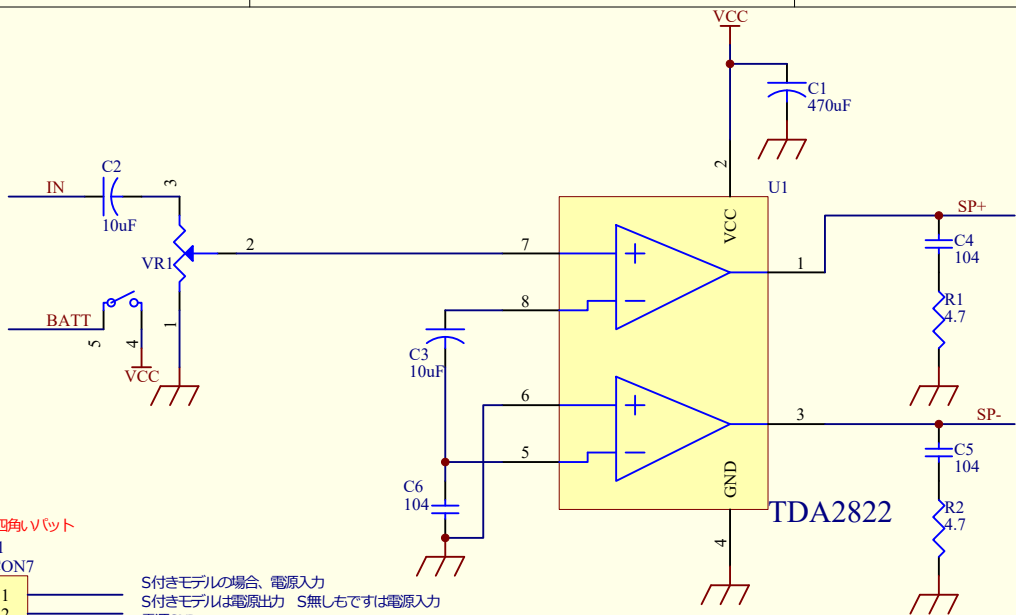 VCC
C1
470uF
C2
3
2
U1
IN
10uF
VCC
SP+
2
7
1
C4
104
VR1
8
R1
4.7
BATT
1
5
4
C3
10uF
VCC
6
3
SP-
5
C5
104
C6
104
GND
TDA2822
R2
4.7
四角いパット
4
ON7
S付きモデルの場合、電源入力
1
S付きモデルは電源出力 S無しもですは電源入力
2